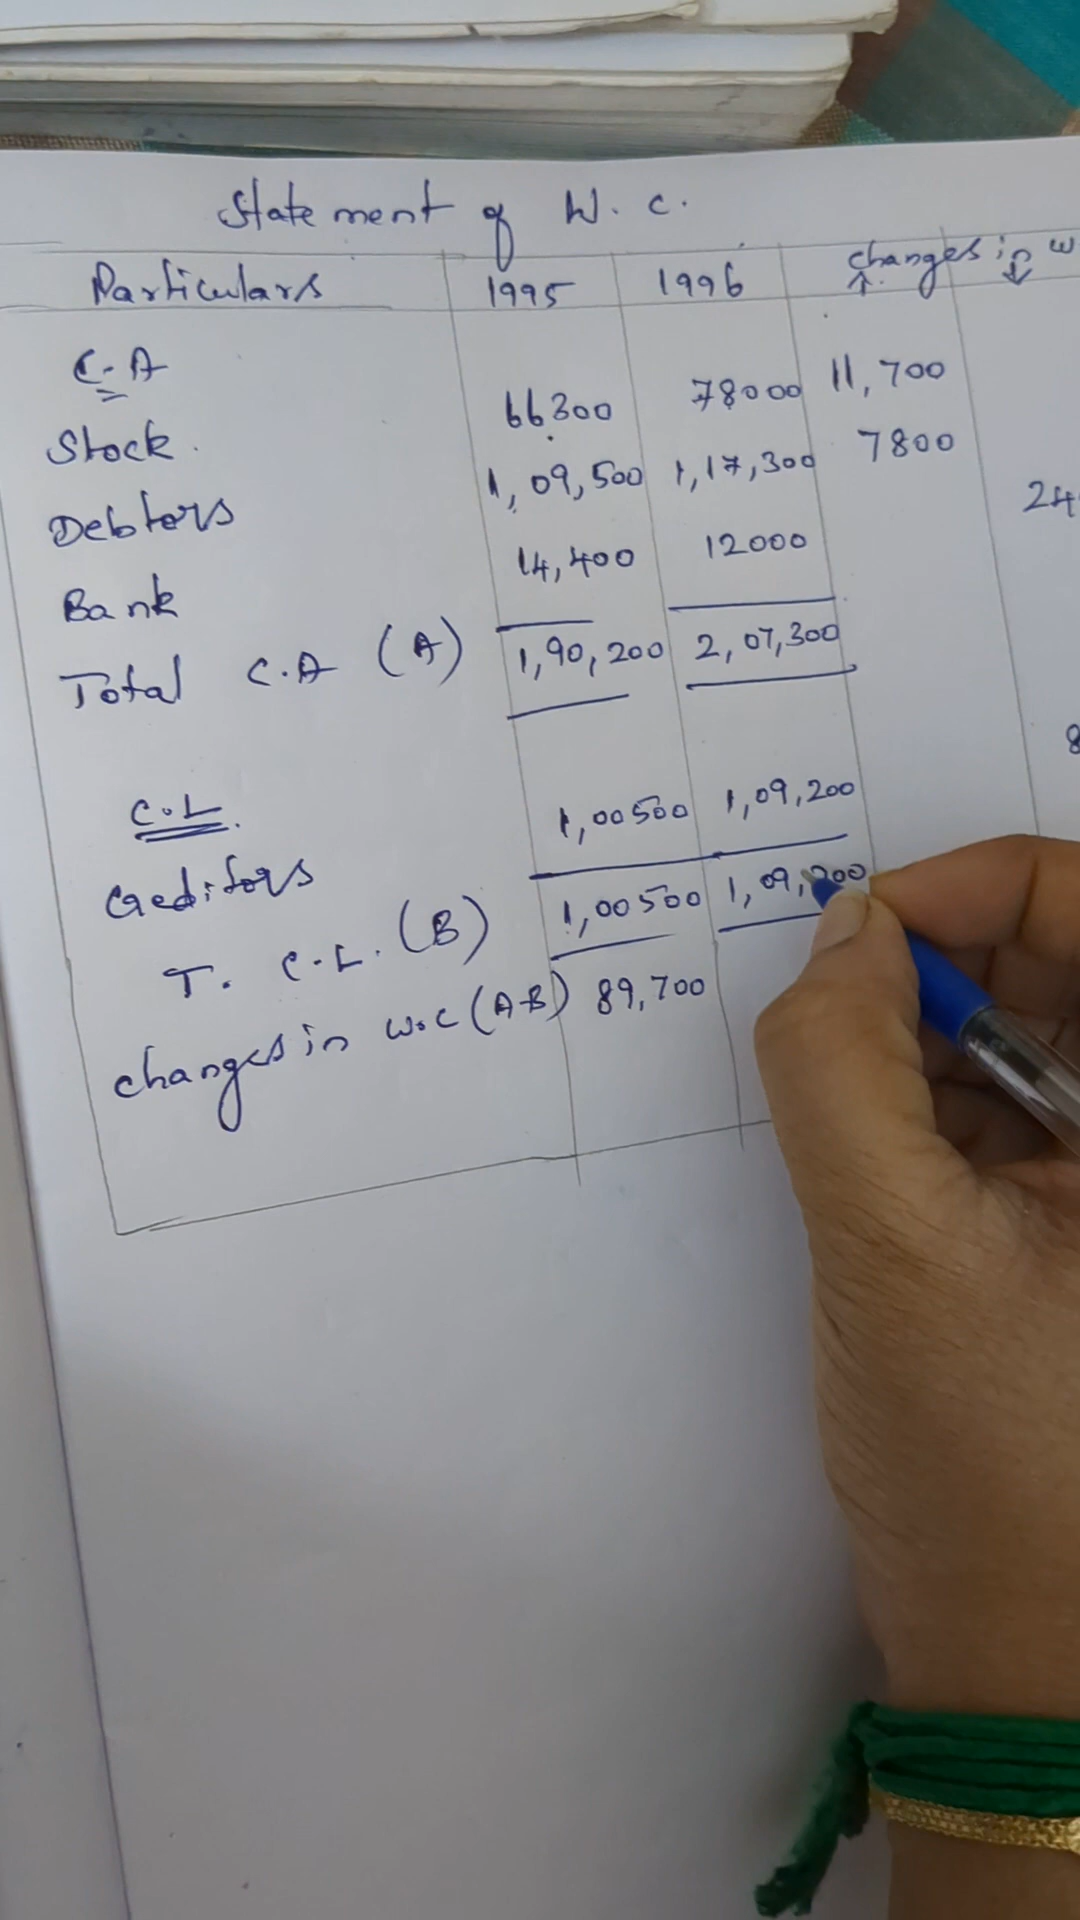 Statement of W. c.
Particulars 1995 1996 changes in w
↑ ↓
C.A
Stock. 66300 78000 11,700
Debtors 1,09,500 1,17,300 7800
Bank 14,400 12000 24
Total C.A (A) 1,90,200 2,07,300
C.L.
Creditors 1,00500 1,09,200 8
T. C.L. (B) 1,00500 1,09,200
changes in w.c (A-B) 89,700